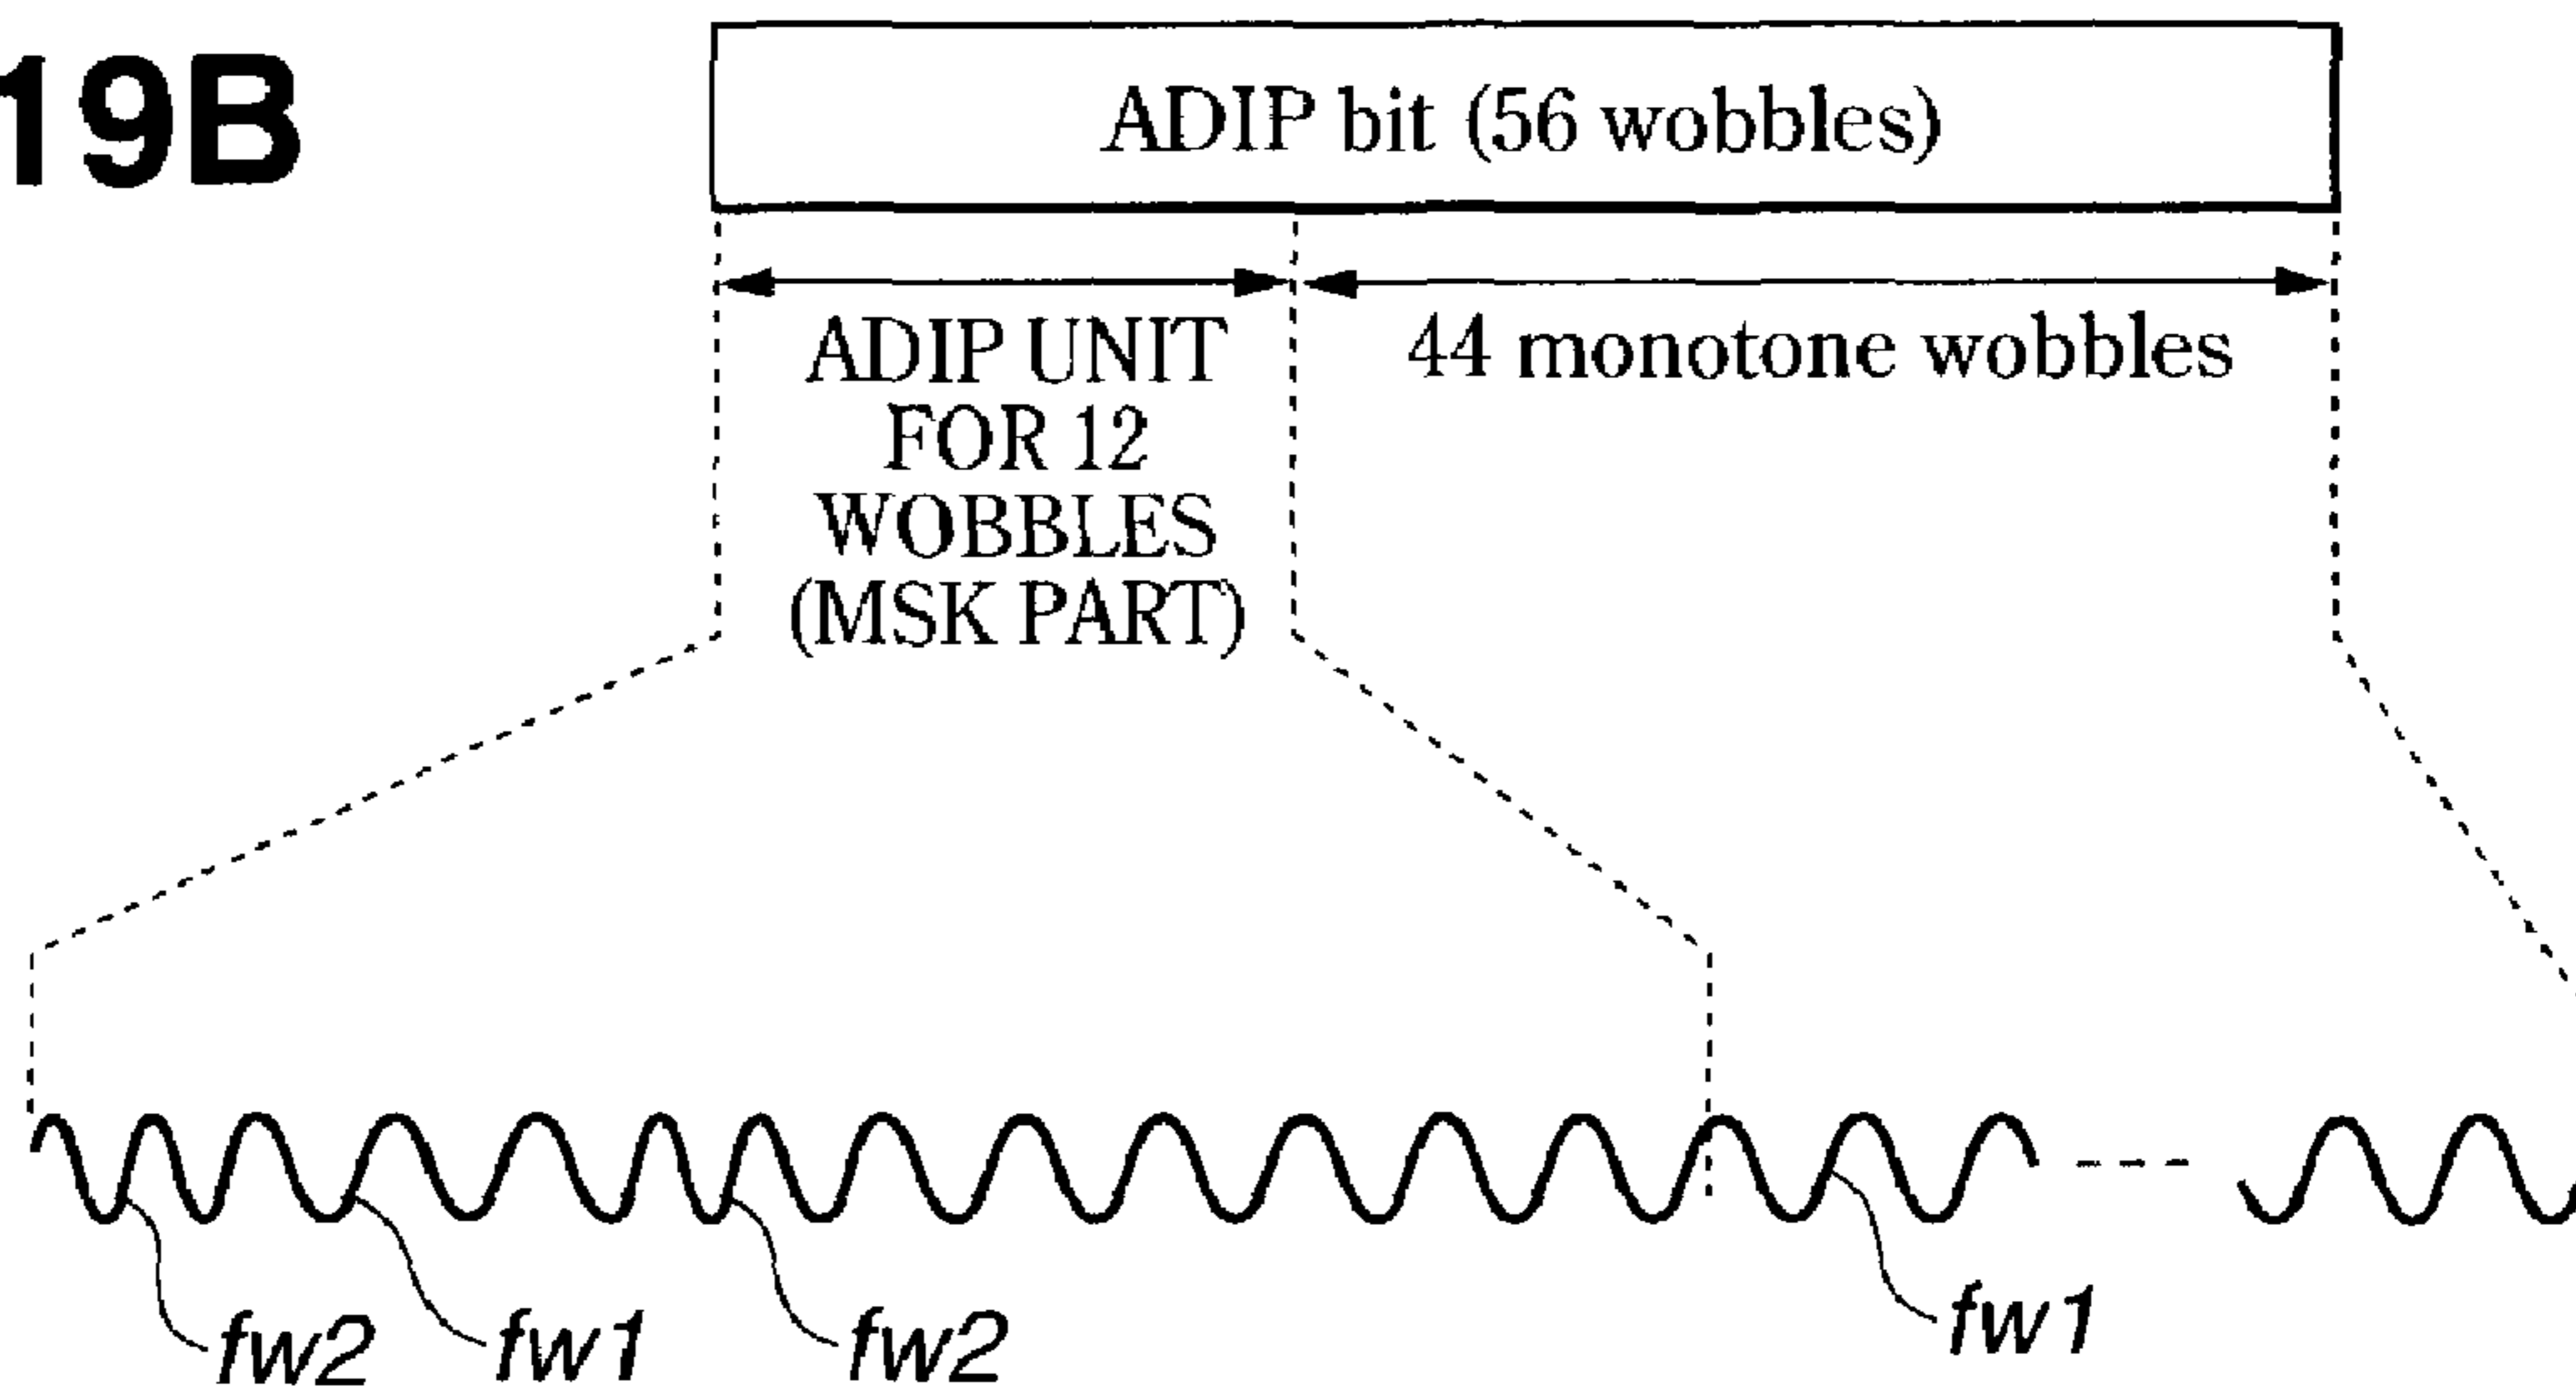 19B
ADIP bit (56 wobbles)
ADIP UNIT
FOR 12
WOBBLES
(MSK PART)
44 monotone wobbles
fw2
fw1
fw2
fw1